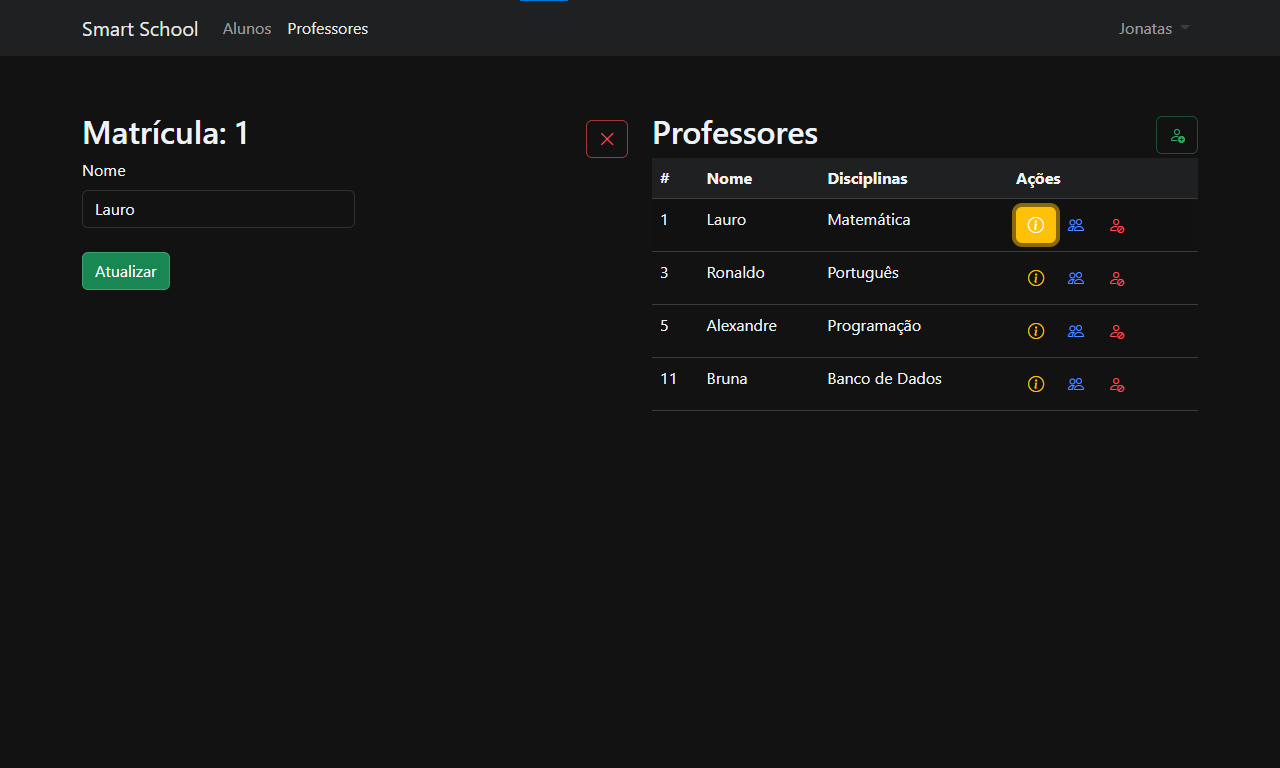 Smart School Alunos Professores Jonatas
Matrícula: 1
Nome
Lauro
Atualizar
Professores
# Nome Disciplinas Ações
1 Lauro Matemática
3 Ronaldo Português
5 Alexandre Programação
11 Bruna Banco de Dados